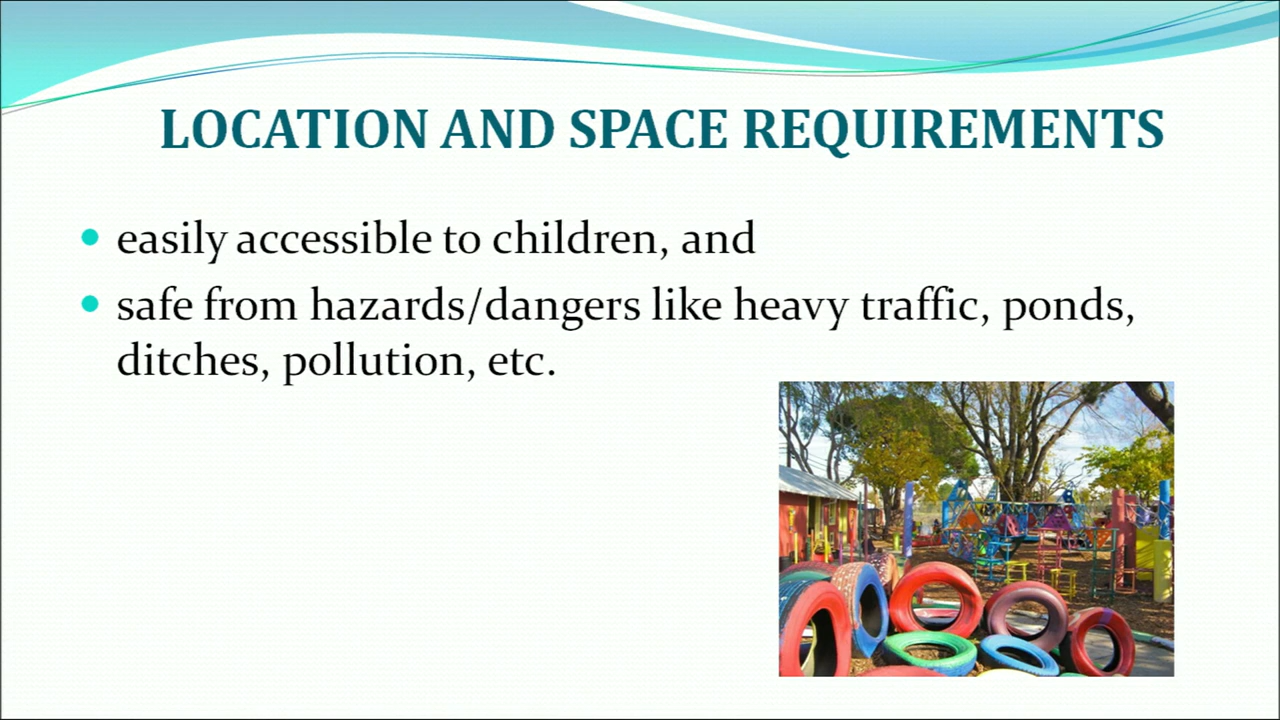 LOCATION AND SPACE REQUIREMENTS
• easily accessible to children, and
• safe from hazards/dangers like heavy traffic, ponds,
ditches, pollution, etc.